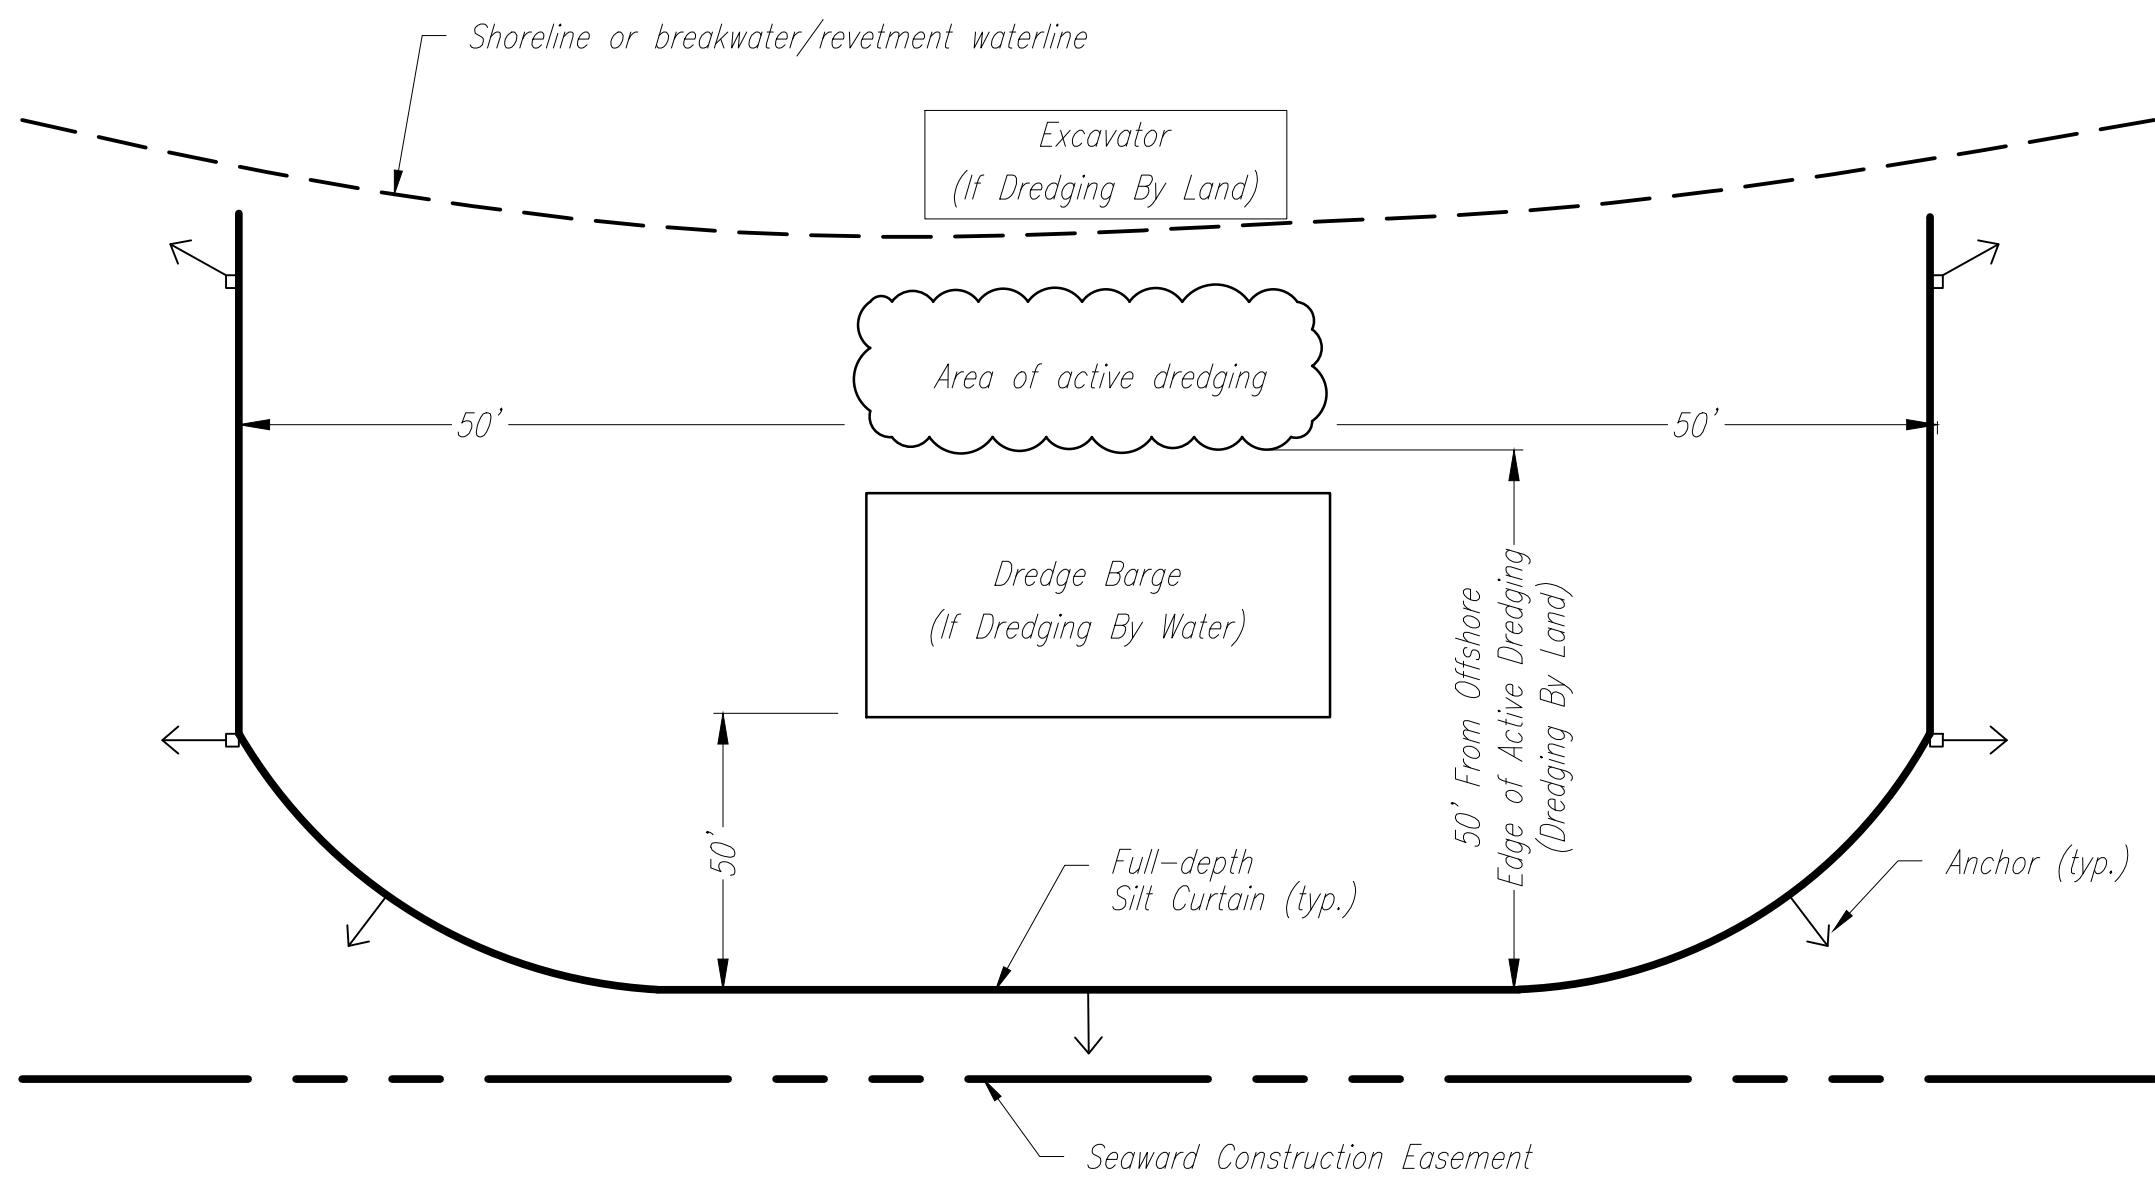 Shoreline or breakwater/revetment waterline
Excavator
(If Dredging By Land)
Area of active dredging
50'
50'
Dredge Barge
(If Dredging By Water)
50' From Offshore
Edge of Active Dredging
(Dredging By Land)
50'
Full-depth
Silt Curtain (typ.)
Anchor (typ.)
Seaward Construction Easement